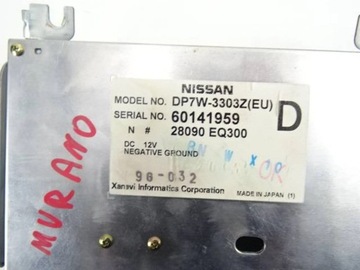 NISSAN
MODEL NO. DP7W-3303Z(EU)
SERIAL NO. 60141959
D
N # 28090 EQ300
DC 12V
NEGATIVE GROUND
W X
CR
96-032
Xanavi Informatics Corporation
MADE IN JAPAN (1)
MURANO